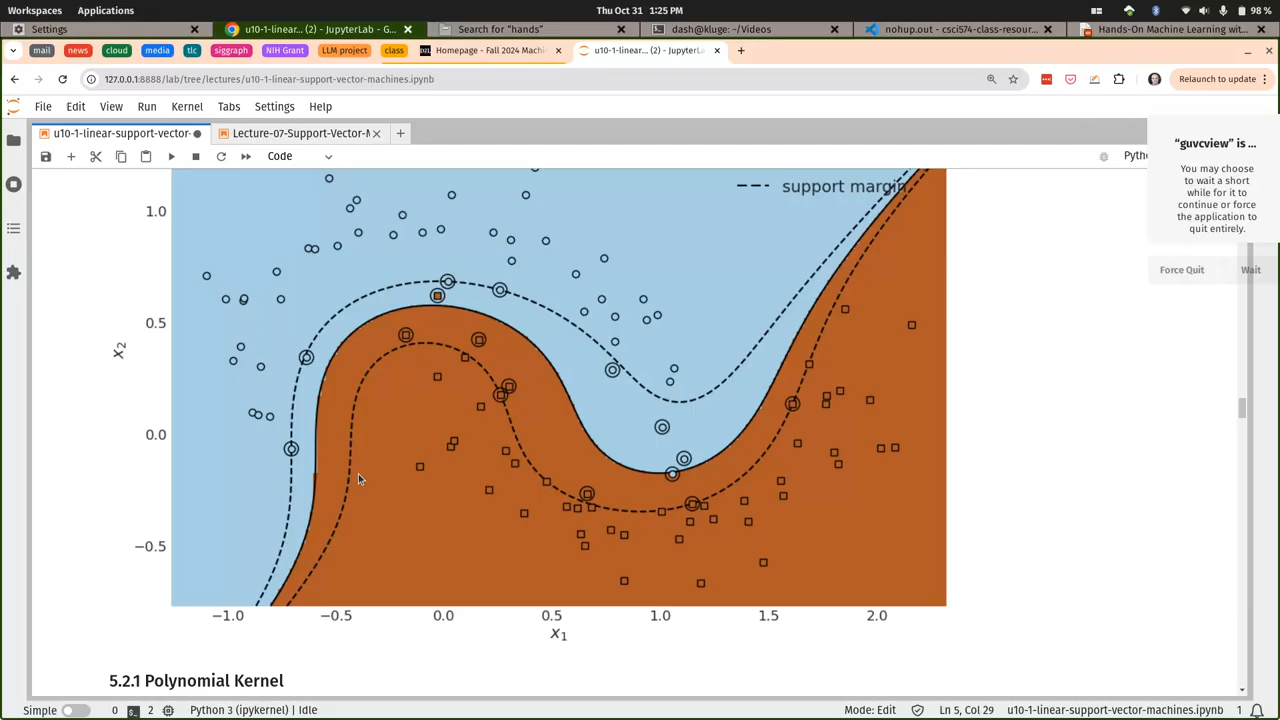 Workspaces Applications Thu Oct 31 1:25 PM 98 %
Settings u10-1-linear... (2) - JupyterLab - G... Search for "hands" dash@kluge: ~/Videos nohup.out - csci574-class-resour... Hands-On Machine Learning wit...
mail news cloud media tlc siggraph NIH Grant LLM project class Homepage - Fall 2024 Machi u10-1-linear... (2) - JupyterLa
127.0.0.1:8888/lab/tree/lectures/u10-1-linear-support-vector-machines.ipynb Relaunch to update
File Edit View Run Kernel Tabs Settings Help
u10-1-linear-support-vector- Lecture-07-Support-Vector-M
Code Pytho
"guvcview" is ...
You may choose
to wait a short
while for it to
continue or force
the application to
quit entirely.
Force Quit Wait
support margin
1.0
0.5
x₂
0.0
−0.5
−1.0 −0.5 0.0 0.5 1.0 1.5 2.0
x₁
5.2.1 Polynomial Kernel
Simple 0 2 Python 3 (ipykernel) | Idle Mode: Edit Ln 5, Col 29 u10-1-linear-support-vector-machines.ipynb 1